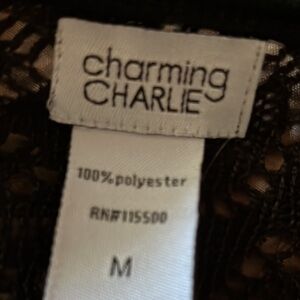 charming
CHARLIE
100% polyester
RN#115500
M